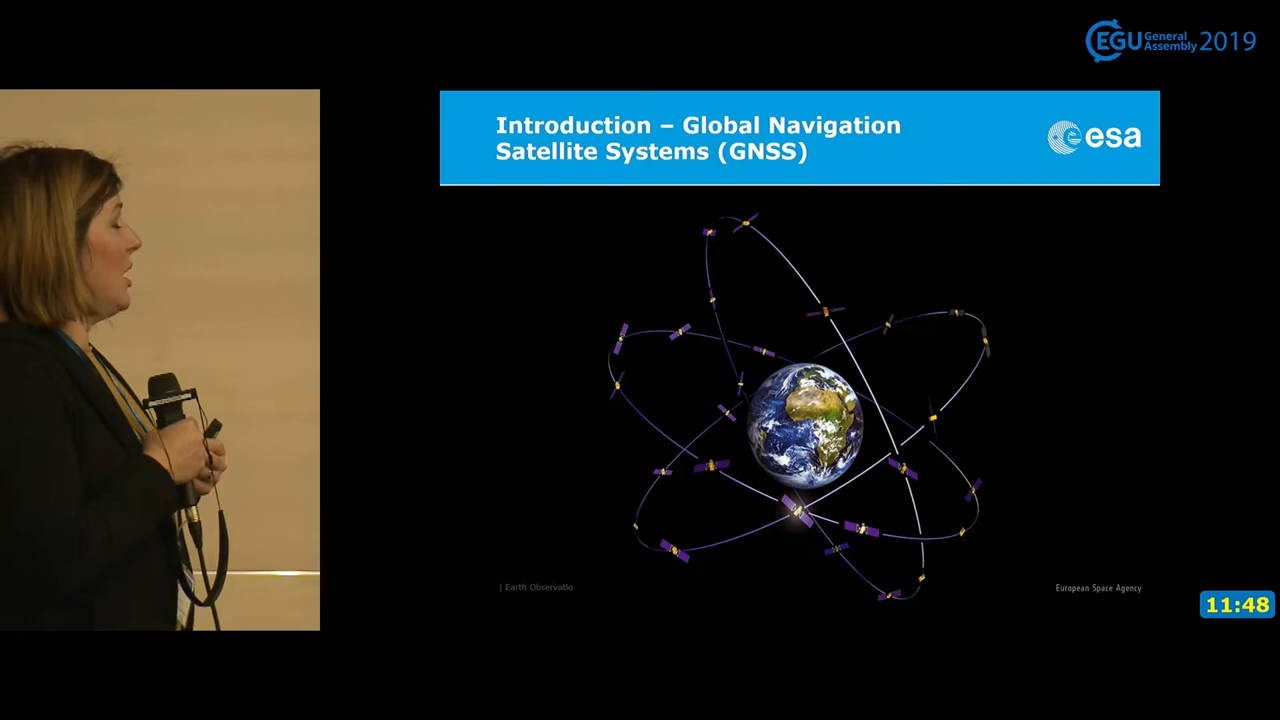 EGU General
Assembly 2019
Introduction – Global Navigation
Satellite Systems (GNSS)
esa
| Earth Observatio
European Space Agency
11:48